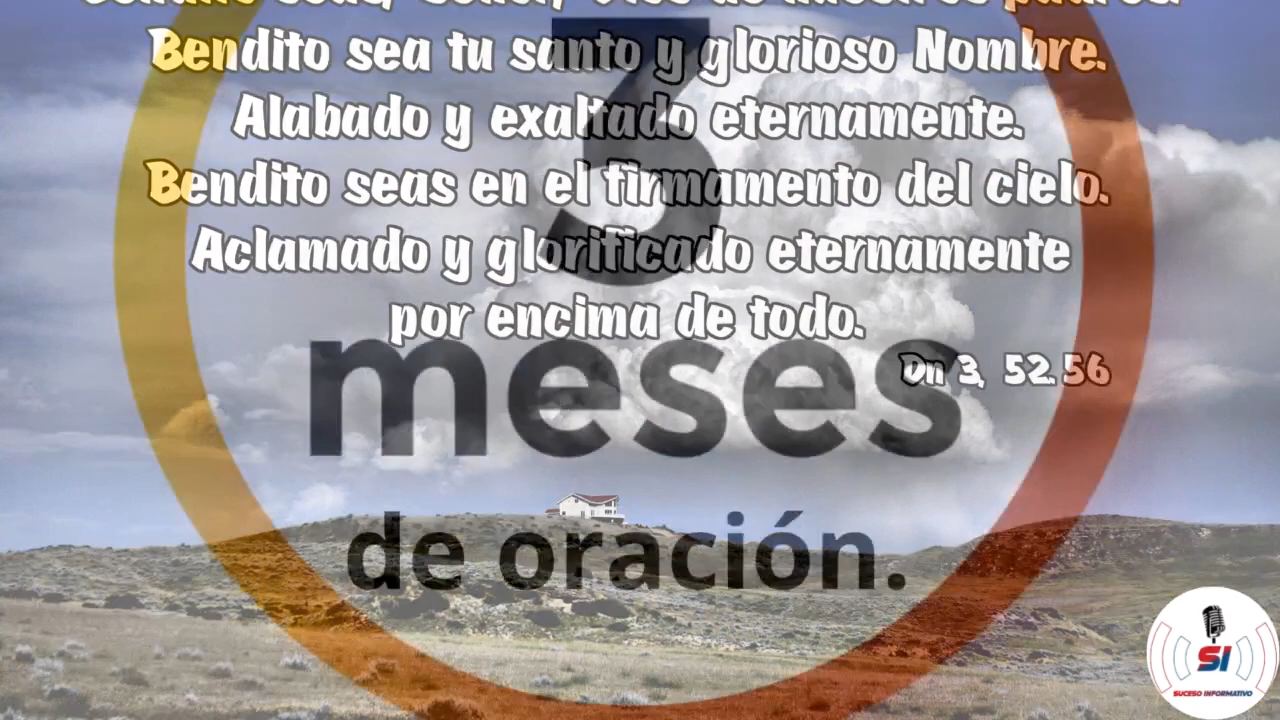 Bendito sea tu santo y glorioso Nombre.
Alabado y exaltado eternamente.
Bendito seas en el firmamento del cielo.
Aclamado y glorificado eternamente
por encima de todo.
Dn 3, 52.56
3
meses
de oración.
SI
SUCESO INFORMATIVO